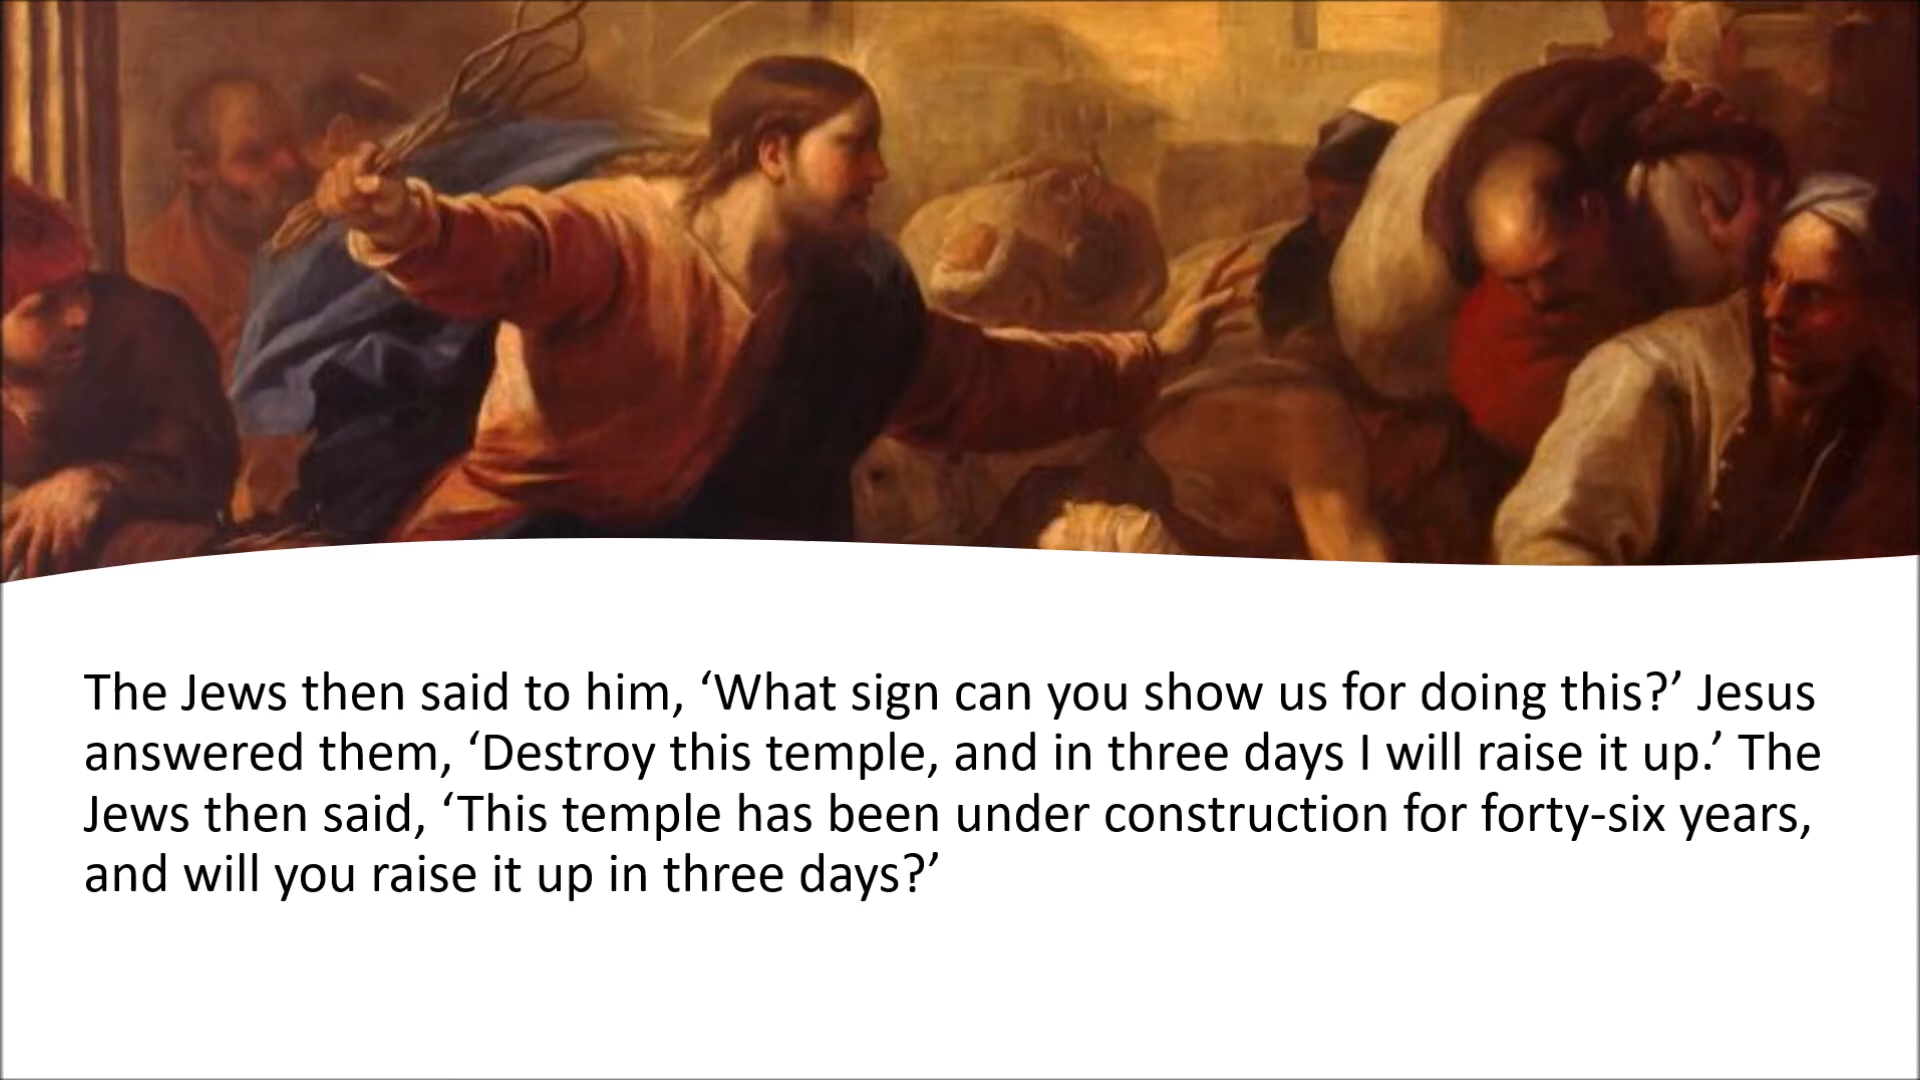 The Jews then said to him, ‘What sign can you show us for doing this?’ Jesus
answered them, ‘Destroy this temple, and in three days I will raise it up.’ The
Jews then said, ‘This temple has been under construction for forty-six years,
and will you raise it up in three days?’